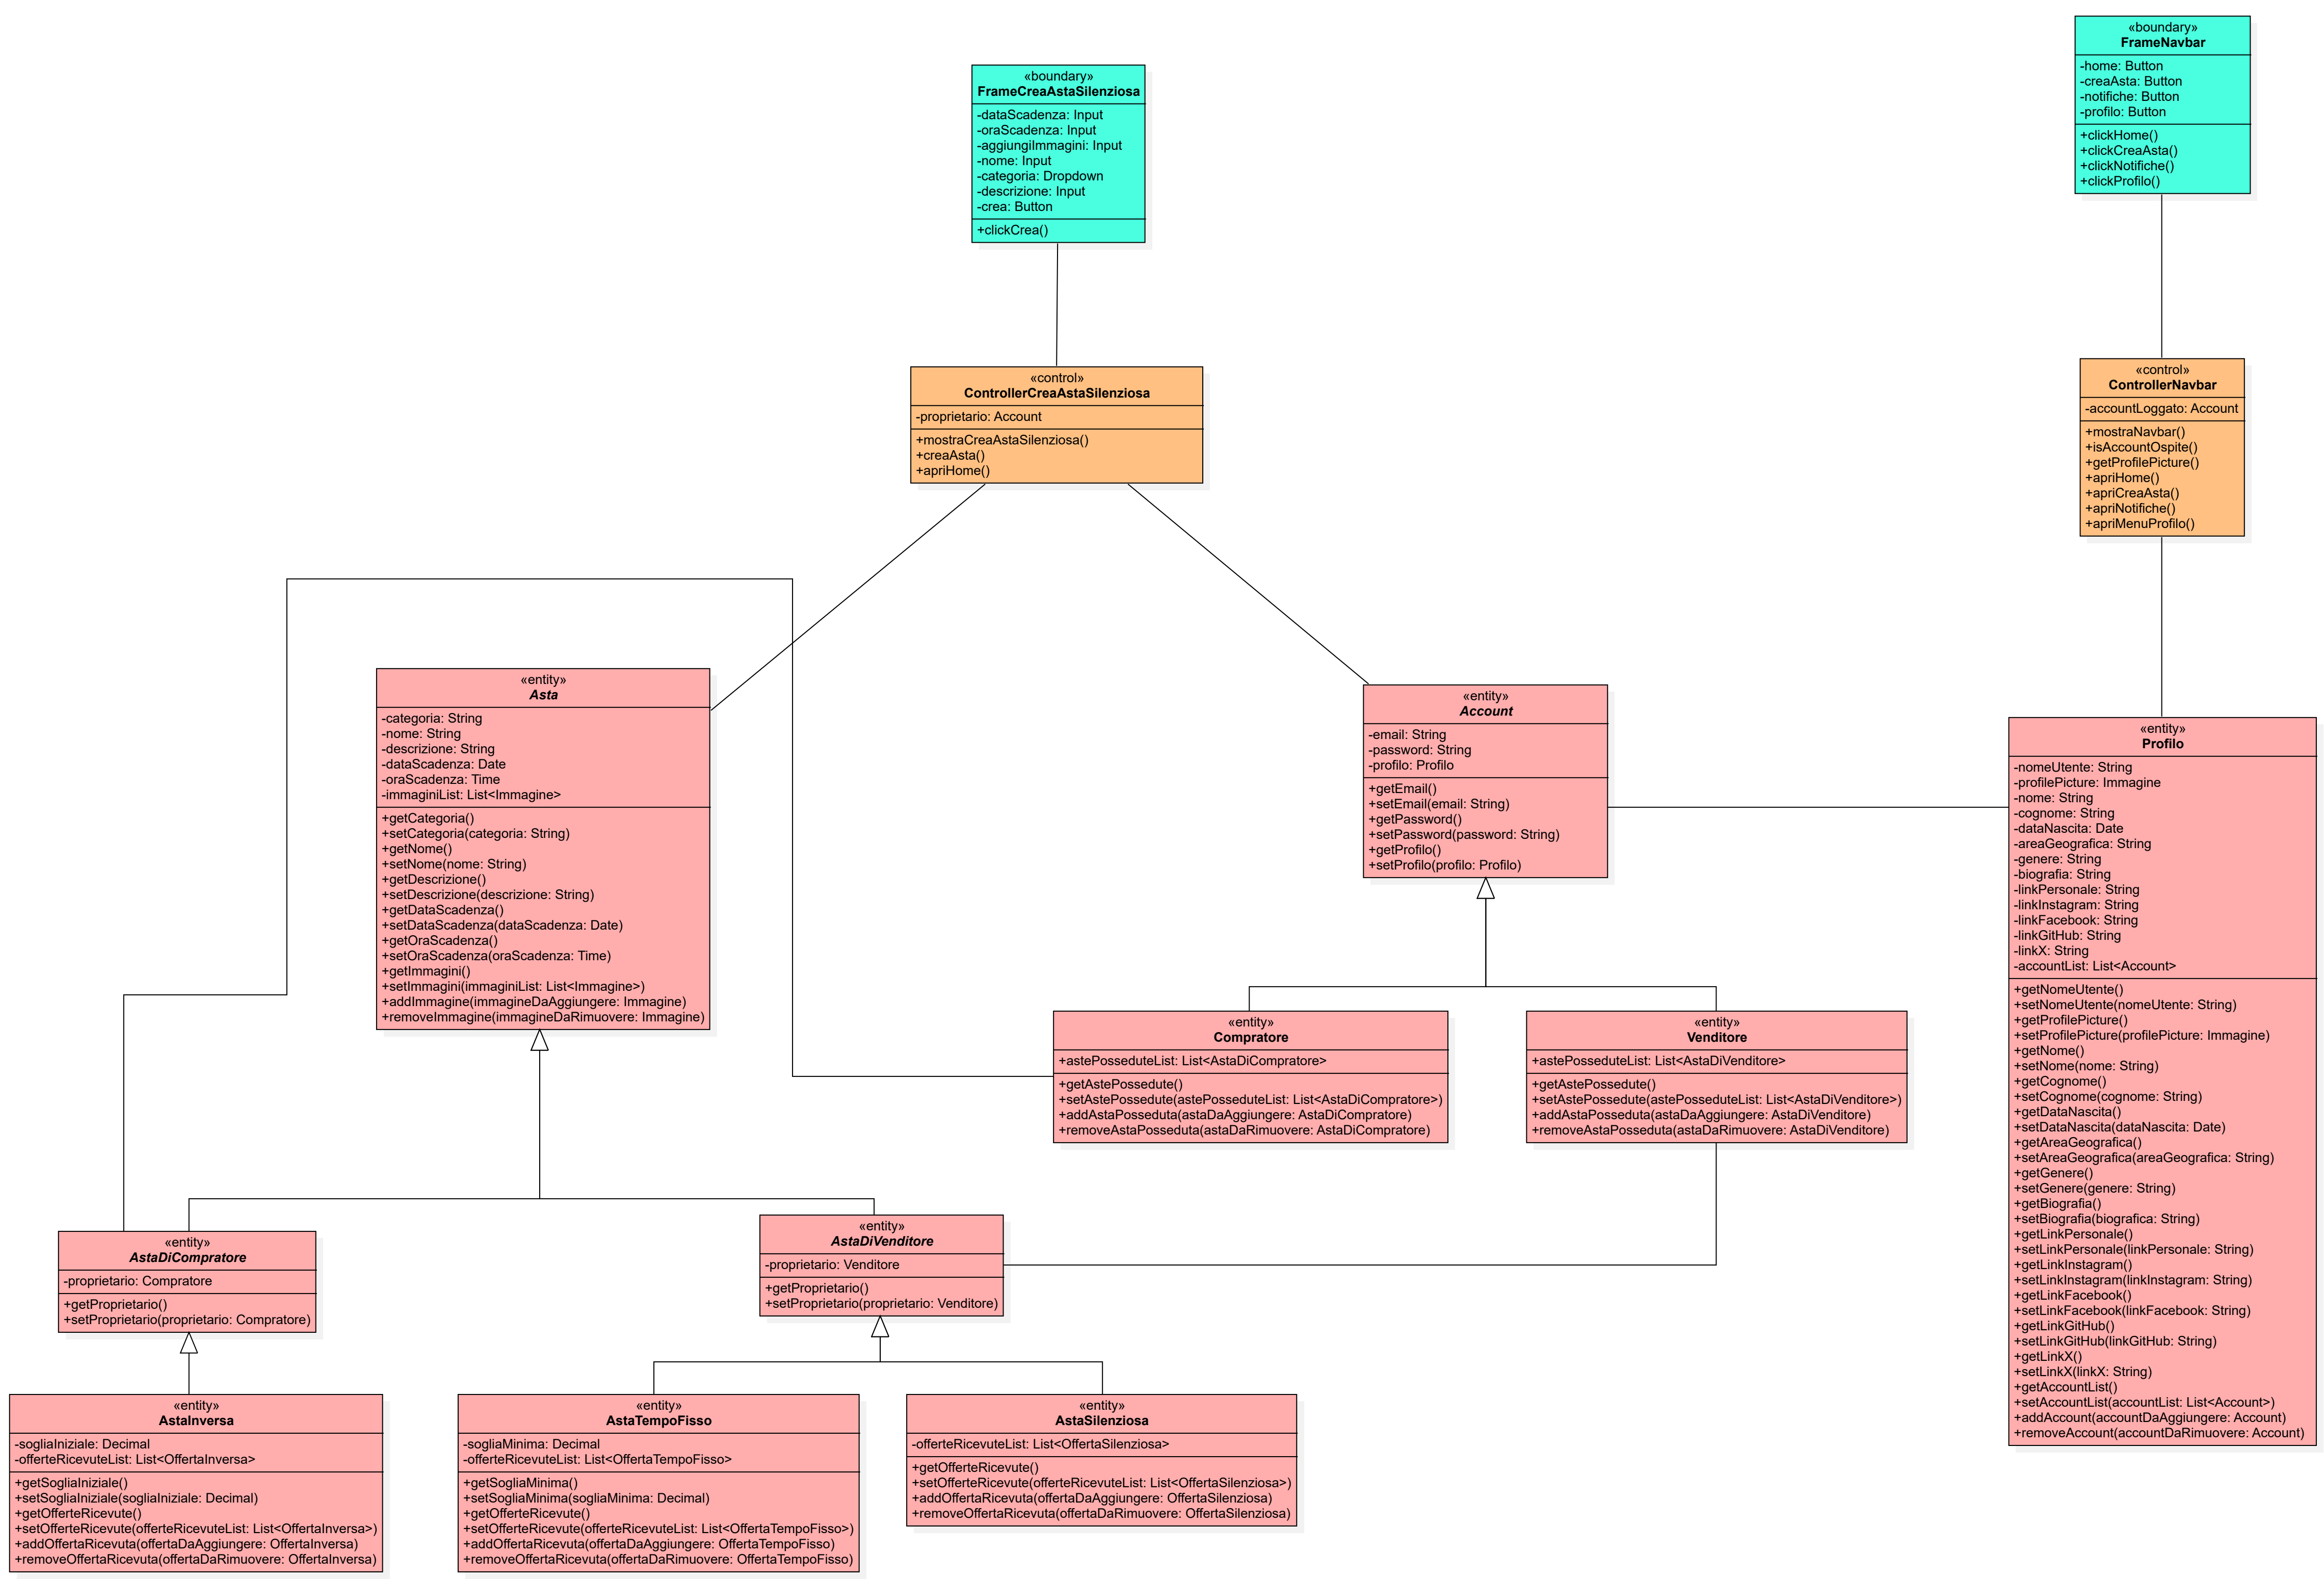 «boundary»
FrameNavbar
-home: Button
-creaAsta: Button
-notifiche: Button
-profilo: Button
+clickHome()
+clickCreaAsta()
+clickNotifiche()
+clickProfilo()
«boundary»
FrameCreaAstaSilenziosa
-dataScadenza: Input
-oraScadenza: Input
-aggiungiImmagini: Input
-nome: Input
-categoria: Dropdown
-descrizione: Input
-crea: Button
+clickCrea()
«control»
ControllerCreaAstaSilenziosa
-proprietario: Account
+mostraCreaAstaSilenziosa()
+creaAsta()
+apriHome()
«control»
ControllerNavbar
-accountLoggato: Account
+mostraNavbar()
+isAccountOspite()
+getProfilePicture()
+apriHome()
+apriCreaAsta()
+apriNotifiche()
+apriMenuProfilo()
«entity»
Asta
-categoria: String
-nome: String
-descrizione: String
-dataScadenza: Date
-oraScadenza: Time
-immaginiList: List<Immagine>
+getCategoria()
+setCategoria(categoria: String)
+getNome()
+setNome(nome: String)
+getDescrizione()
+setDescrizione(descrizione: String)
+getDataScadenza()
+setDataScadenza(dataScadenza: Date)
+getOraScadenza()
+setOraScadenza(oraScadenza: Time)
+getImmagini()
+setImmagini(immaginiList: List<Immagine>)
+addImmagine(immagineDaAggiungere: Immagine)
+removeImmagine(immagineDaRimuovere: Immagine)
«entity»
Account
-email: String
-password: String
-profilo: Profilo
+getEmail()
+setEmail(email: String)
+getPassword()
+setPassword(password: String)
+getProfilo()
+setProfilo(profilo: Profilo)
«entity»
Profilo
-nomeUtente: String
-profilePicture: Immagine
-nome: String
-cognome: String
-dataNascita: Date
-areaGeografica: String
-genere: String
-biografia: String
-linkPersonale: String
-linkInstagram: String
-linkFacebook: String
-linkGitHub: String
-linkX: String
-accountList: List<Account>
+getNomeUtente()
+setNomeUtente(nomeUtente: String)
+getProfilePicture()
+setProfilePicture(profilePicture: Immagine)
+getNome()
+setNome(nome: String)
+getCognome()
+setCognome(cognome: String)
+getDataNascita()
+setDataNascita(dataNascita: Date)
+getAreaGeografica()
+setAreaGeografica(areaGeografica: String)
+getGenere()
+setGenere(genere: String)
+getBiografia()
+setBiografia(biografica: String)
+getLinkPersonale()
+setLinkPersonale(linkPersonale: String)
+getLinkInstagram()
+setLinkInstagram(linkInstagram: String)
+getLinkFacebook()
+setLinkFacebook(linkFacebook: String)
+getLinkGitHub()
+setLinkGitHub(linkGitHub: String)
+getLinkX()
+setLinkX(linkX: String)
+getAccountList()
+setAccountList(accountList: List<Account>)
+addAccount(accountDaAggiungere: Account)
+removeAccount(accountDaRimuovere: Account)
«entity»
Compratore
+astePosseduteList: List<AstaDiCompratore>
+getAstePossedute()
+setAstePossedute(astePosseduteList: List<AstaDiCompratore>)
+addAstaPosseduta(astaDaAggiungere: AstaDiCompratore)
+removeAstaPosseduta(astaDaRimuovere: AstaDiCompratore)
«entity»
Venditore
+astePosseduteList: List<AstaDiVenditore>
+getAstePossedute()
+setAstePossedute(astePosseduteList: List<AstaDiVenditore>)
+addAstaPosseduta(astaDaAggiungere: AstaDiVenditore)
+removeAstaPosseduta(astaDaRimuovere: AstaDiVenditore)
«entity»
AstaDiCompratore
-proprietario: Compratore
+getProprietario()
+setProprietario(proprietario: Compratore)
«entity»
AstaDiVenditore
-proprietario: Venditore
+getProprietario()
+setProprietario(proprietario: Venditore)
«entity»
AstaInversa
-sogliaIniziale: Decimal
-offerteRicevuteList: List<OffertaInversa>
+getSogliaIniziale()
+setSogliaIniziale(sogliaIniziale: Decimal)
+getOfferteRicevute()
+setOfferteRicevute(offerteRicevuteList: List<OffertaInversa>)
+addOffertaRicevuta(offertaDaAggiungere: OffertaInversa)
+removeOffertaRicevuta(offertaDaRimuovere: OffertaInversa)
«entity»
AstaTempoFisso
-sogliaMinima: Decimal
-offerteRicevuteList: List<OffertaTempoFisso>
+getSogliaMinima()
+setSogliaMinima(sogliaMinima: Decimal)
+getOfferteRicevute()
+setOfferteRicevute(offerteRicevuteList: List<OffertaTempoFisso>)
+addOffertaRicevuta(offertaDaAggiungere: OffertaTempoFisso)
+removeOffertaRicevuta(offertaDaRimuovere: OffertaTempoFisso)
«entity»
AstaSilenziosa
-offerteRicevuteList: List<OffertaSilenziosa>
+getOfferteRicevute()
+setOfferteRicevute(offerteRicevuteList: List<OffertaSilenziosa>)
+addOffertaRicevuta(offertaDaAggiungere: OffertaSilenziosa)
+removeOffertaRicevuta(offertaDaRimuovere: OffertaSilenziosa)